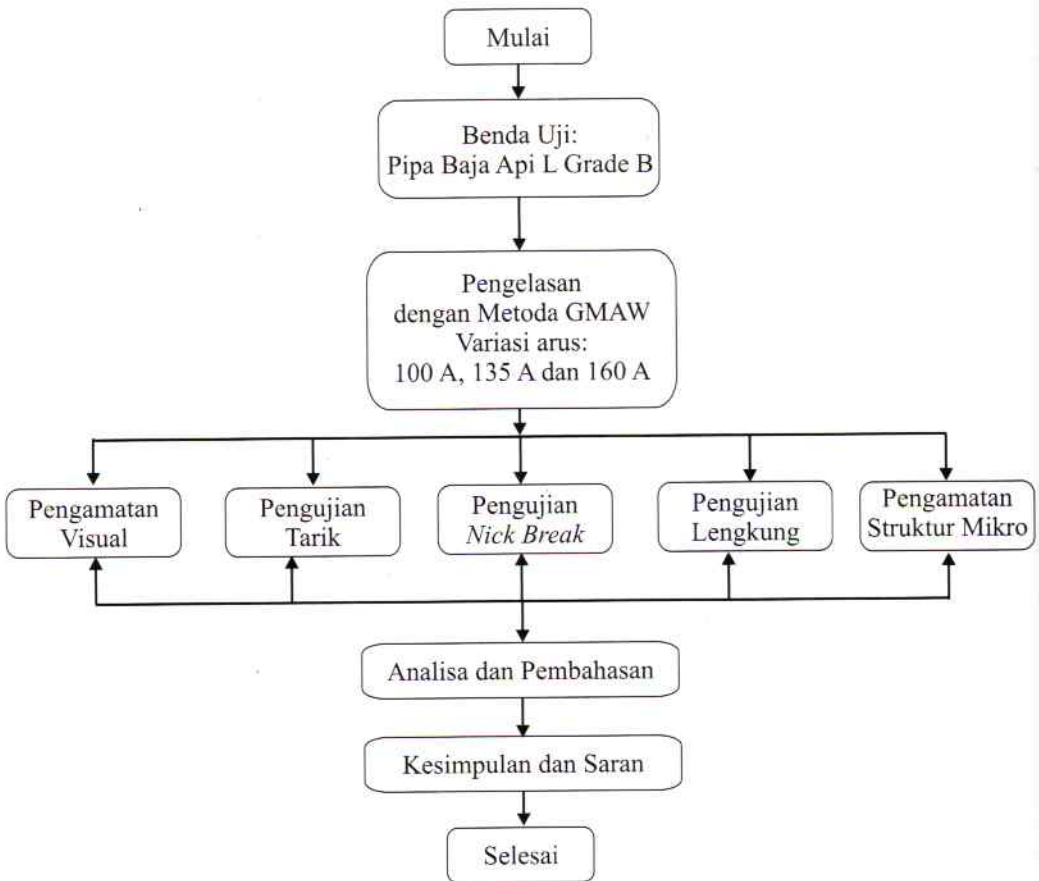 Mulai
Benda Uji:
Pipa Baja Api L Grade B
Pengelasan
dengan Metoda GMAW
Variasi arus:
100 A, 135 A dan 160 A
Pengamatan
Visual
Pengujian
Tarik
Pengujian
Nick Break
Pengujian
Lengkung
Pengamatan
Struktur Mikro
Analisa dan Pembahasan
Kesimpulan dan Saran
Selesai